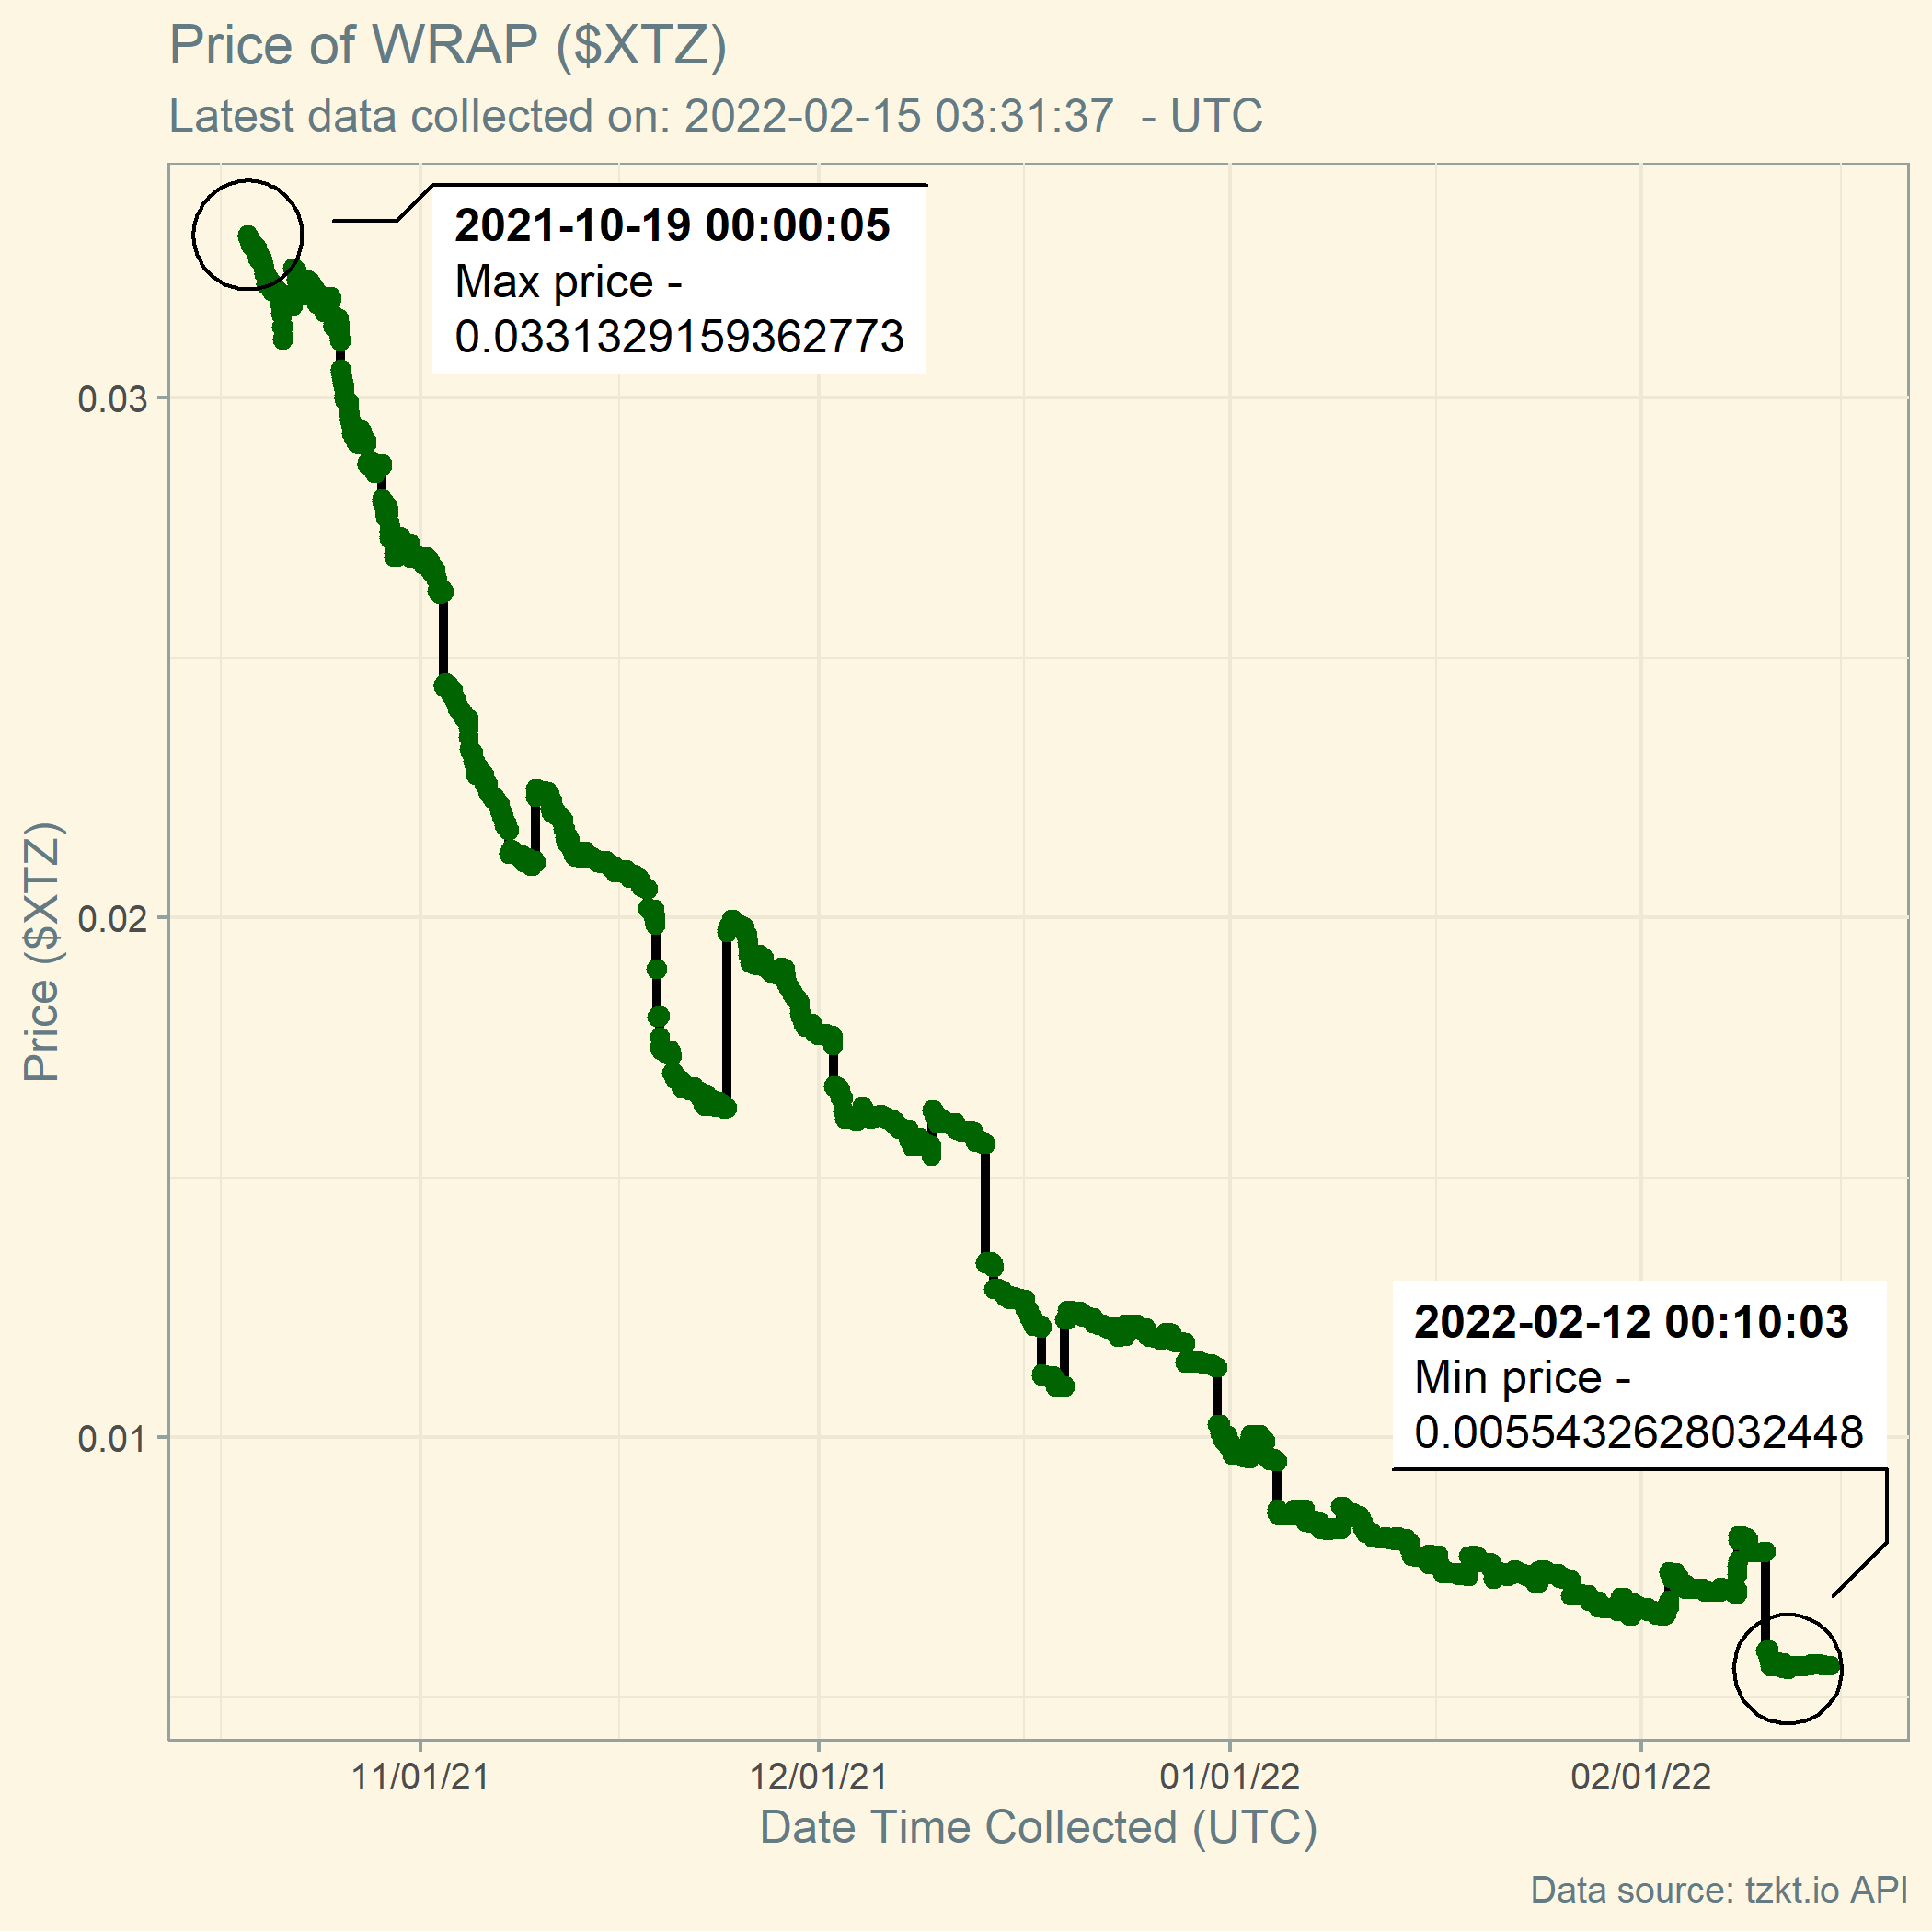 Price of WRAP ($XTZ)
Latest data collected on: 2022-02-15 03:31:37  - UTC
2021-10-19 00:00:05
Max price -
0.0331329159362773
0.03
0.02
0.01
Price ($XTZ)
2022-02-12 00:10:03
Min price -
0.0055432628032448
11/01/21
12/01/21
01/01/22
02/01/22
Date Time Collected (UTC)
Data source: tzkt.io API